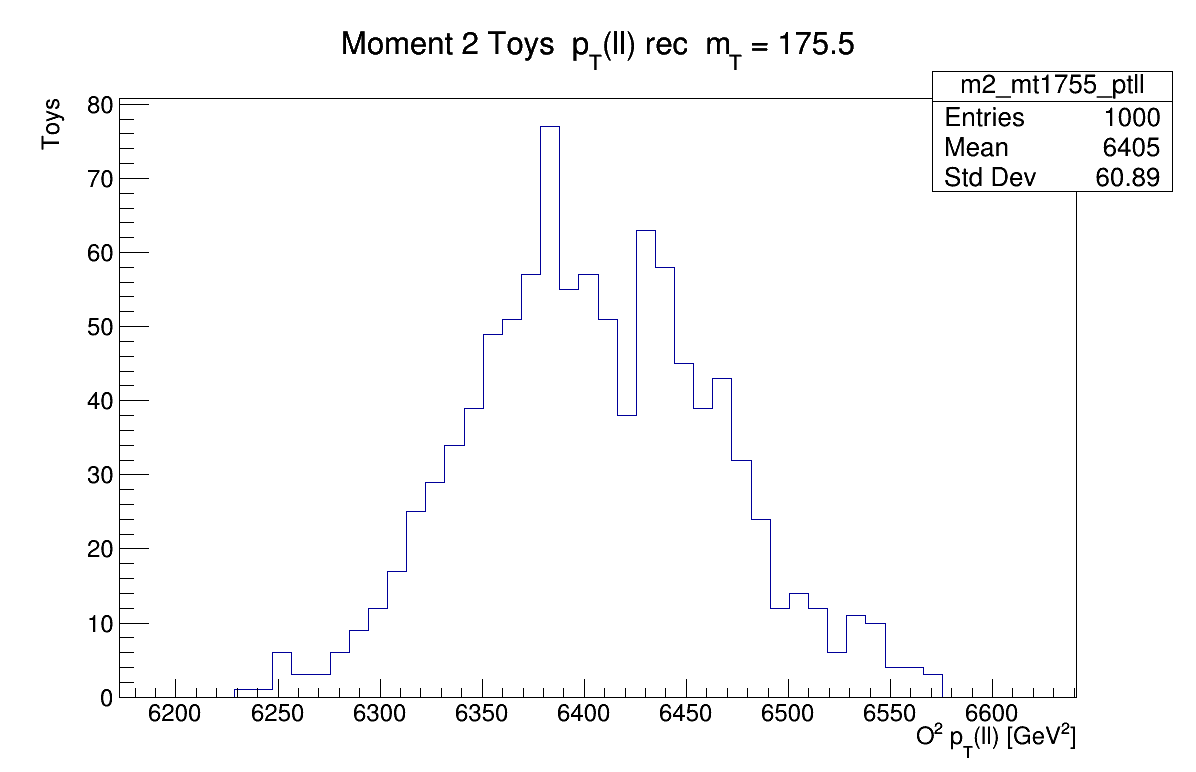 Moment 2 Toys p_T(ll) rec m_T = 175.5
m2_mt1755_ptll
Entries 1000
Mean 6405
Std Dev 60.89
Toys
80
70
60
50
40
30
20
10
0
6200 6250 6300 6350 6400 6450 6500 6550 6600
O² p_T(ll) [GeV²]